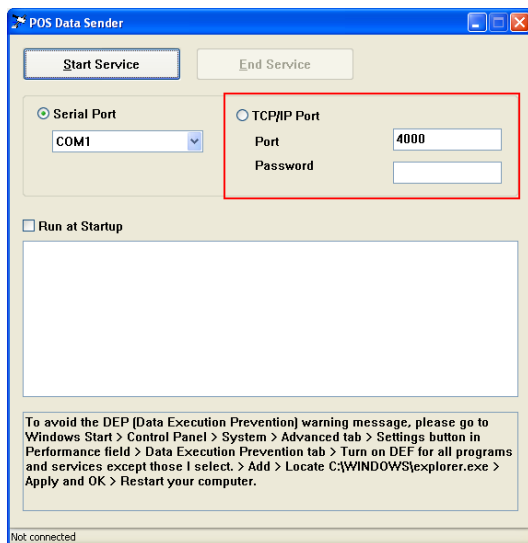 POS Data Sender
Start Service End Service
Serial Port
COM1
TCP/IP Port
Port 4000
Password
Run at Startup
To avoid the DEP (Data Execution Prevention) warning message, please go to
Windows Start > Control Panel > System > Advanced tab > Settings button in
Performance field > Data Execution Prevention tab > Turn on DEF for all programs
and services except those I select. > Add > Locate C:\WINDOWS\explorer.exe >
Apply and OK > Restart your computer.
Not connected